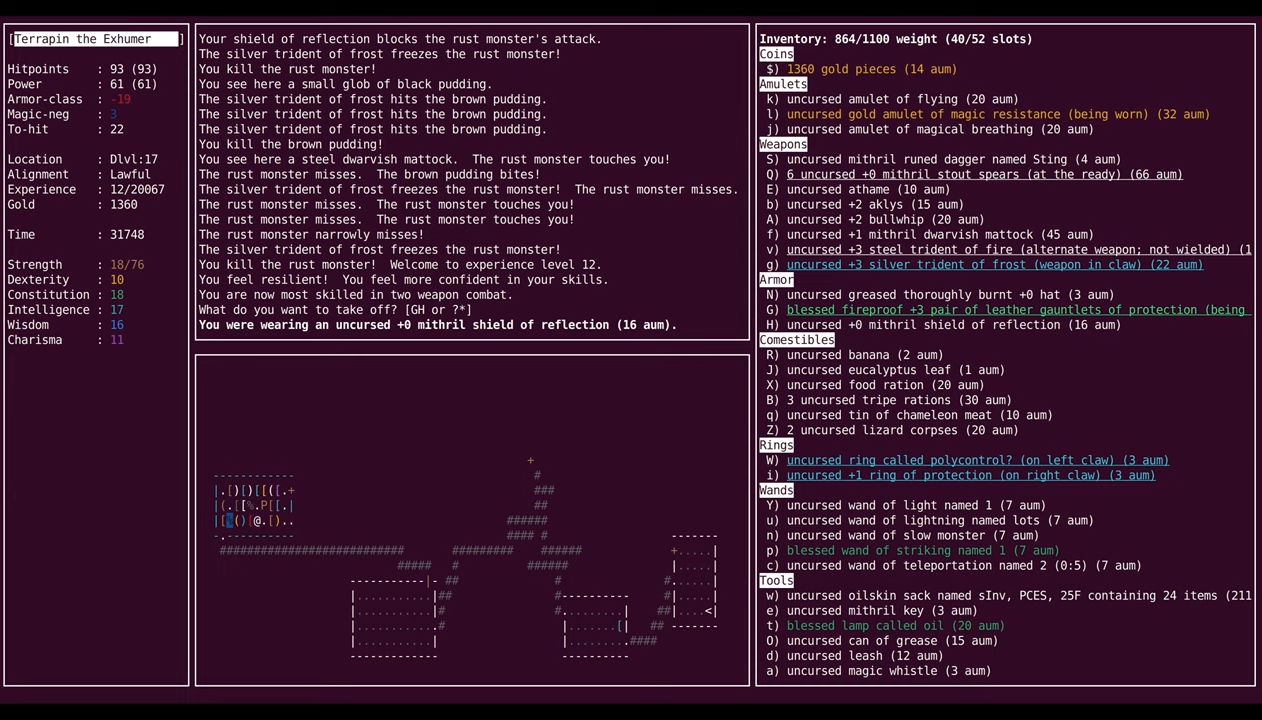 [Terrapin the Exhumer ]
Hitpoints : 93 (93)
Power : 61 (61)
Armor-class : -19
Magic-neg : 3
To-hit : 22
Location : Dlvl:17
Alignment : Lawful
Experience : 12/20067
Gold : 1360
Time : 31748
Strength : 18/76
Dexterity : 10
Constitution : 18
Intelligence : 17
Wisdom : 16
Charisma : 11
Your shield of reflection blocks the rust monster's attack.
The silver trident of frost freezes the rust monster!
You kill the rust monster!
You see here a small glob of black pudding.
The silver trident of frost hits the brown pudding.
The silver trident of frost hits the brown pudding.
The silver trident of frost hits the brown pudding.
You kill the brown pudding!
You see here a steel dwarvish mattock.  The rust monster touches you!
The rust monster misses.  The brown pudding bites!
The silver trident of frost freezes the rust monster!  The rust monster misses.
The rust monster misses.  The rust monster touches you!
The rust monster misses.  The rust monster touches you!
The rust monster narrowly misses!
The silver trident of frost freezes the rust monster!
You kill the rust monster!  Welcome to experience level 12.
You feel resilient!  You feel more confident in your skills.
You are now most skilled in two weapon combat.
What do you want to take off? [GH or ?*]
You were wearing an uncursed +0 mithril shield of reflection (16 aum).
Inventory: 864/1100 weight (40/52 slots)
Coins
$) 1360 gold pieces (14 aum)
Amulets
k) uncursed amulet of flying (20 aum)
l) uncursed gold amulet of magic resistance (being worn) (32 aum)
j) uncursed amulet of magical breathing (20 aum)
Weapons
S) uncursed mithril runed dagger named Sting (4 aum)
Q) 6 uncursed +0 mithril stout spears (at the ready) (66 aum)
E) uncursed athame (10 aum)
b) uncursed +2 aklys (15 aum)
A) uncursed +2 bullwhip (20 aum)
f) uncursed +1 mithril dwarvish mattock (45 aum)
v) uncursed +3 steel trident of fire (alternate weapon; not wielded) (1
g) uncursed +3 silver trident of frost (weapon in claw) (22 aum)
Armor
N) uncursed greased thoroughly burnt +0 hat (3 aum)
G) blessed fireproof +3 pair of leather gauntlets of protection (being
H) uncursed +0 mithril shield of reflection (16 aum)
Comestibles
R) uncursed banana (2 aum)
J) uncursed eucalyptus leaf (1 aum)
X) uncursed food ration (20 aum)
B) 3 uncursed tripe rations (30 aum)
q) uncursed tin of chameleon meat (10 aum)
Z) 2 uncursed lizard corpses (20 aum)
Rings
W) uncursed ring called polycontrol? (on left claw) (3 aum)
i) uncursed +1 ring of protection (on right claw) (3 aum)
Wands
Y) uncursed wand of light named 1 (7 aum)
u) uncursed wand of lightning named lots (7 aum)
n) uncursed wand of slow monster (7 aum)
p) blessed wand of striking named 1 (7 aum)
c) uncursed wand of teleportation named 2 (0:5) (7 aum)
Tools
w) uncursed oilskin sack named sInv, PCES, 25F containing 24 items (211
e) uncursed mithril key (3 aum)
t) blessed lamp called oil (20 aum)
O) uncursed can of grease (15 aum)
d) uncursed leash (12 aum)
a) uncursed magic whistle (3 aum)